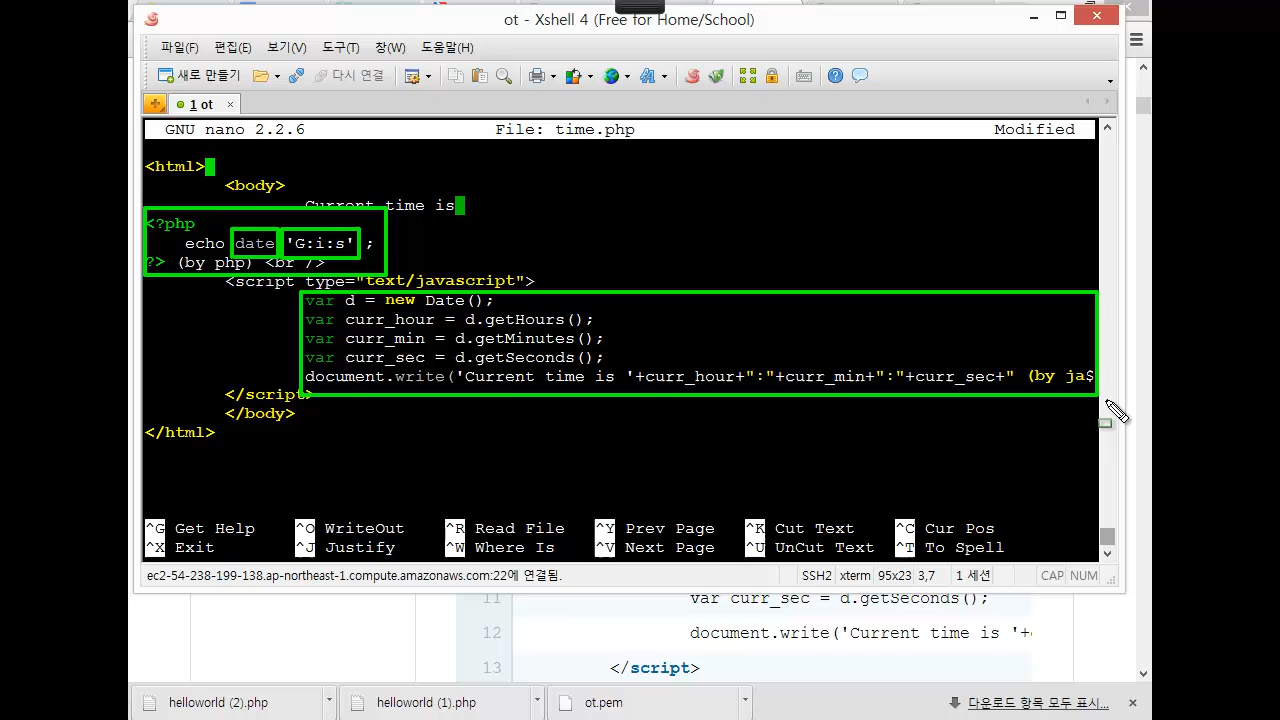 ot - Xshell 4 (Free for Home/School)
파일(F) 편집(E) 보기(V) 도구(T) 창(W) 도움말(H)
새로 만들기 다시 연결
1 ot
GNU nano 2.2.6 File: time.php Modified
<html>
<body>
Current time is
<?php
echo date 'G:i:s' ;
?> (by php) <br />
<script type="text/javascript">
var d = new Date();
var curr_hour = d.getHours();
var curr_min = d.getMinutes();
var curr_sec = d.getSeconds();
document.write('Current time is '+curr_hour+":"+curr_min+":"+curr_sec+" (by ja$
</script>
</body>
</html>
^G Get Help ^O WriteOut ^R Read File ^Y Prev Page ^K Cut Text ^C Cur Pos
^X Exit ^J Justify ^W Where Is ^V Next Page ^U UnCut Text ^T To Spell
ec2-54-238-199-138.ap-northeast-1.compute.amazonaws.com:22에 연결됨. SSH2 xterm 95x23 3,7 1 세션 CAP NUM
11 var curr_sec = d.getSeconds();
12 document.write('Current time is '+
13 </script>
helloworld (2).php helloworld (1).php ot.pem 다운로드 항목 모두 표시...